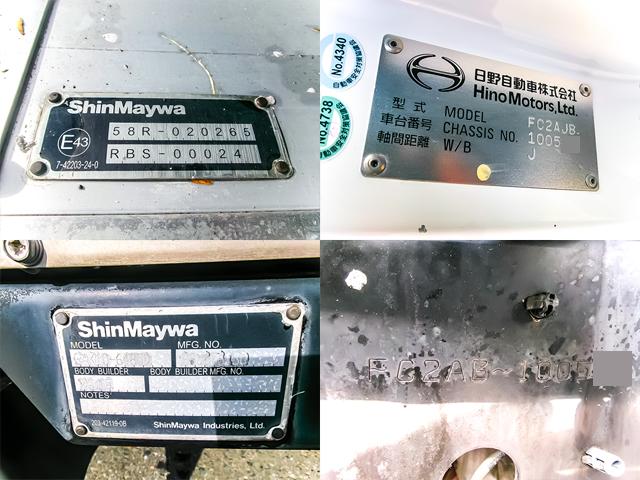 ShinMaywa
58R-020265
E43
RBS-00024
7-42203-24-0
No.4340
No.4738
日野自動車株式会社
Hino Motors, Ltd.
型式 MODEL FC2AJB-
車台番号 CHASSIS NO. 1005
軸間距離 W/B J
ShinMaywa
MODEL MFG. NO.
BODY BUILDER BODY BUILDER MFG. NO.
NOTES
203-42119-0B ShinMaywa Industries, Ltd.
FC2AB-1005